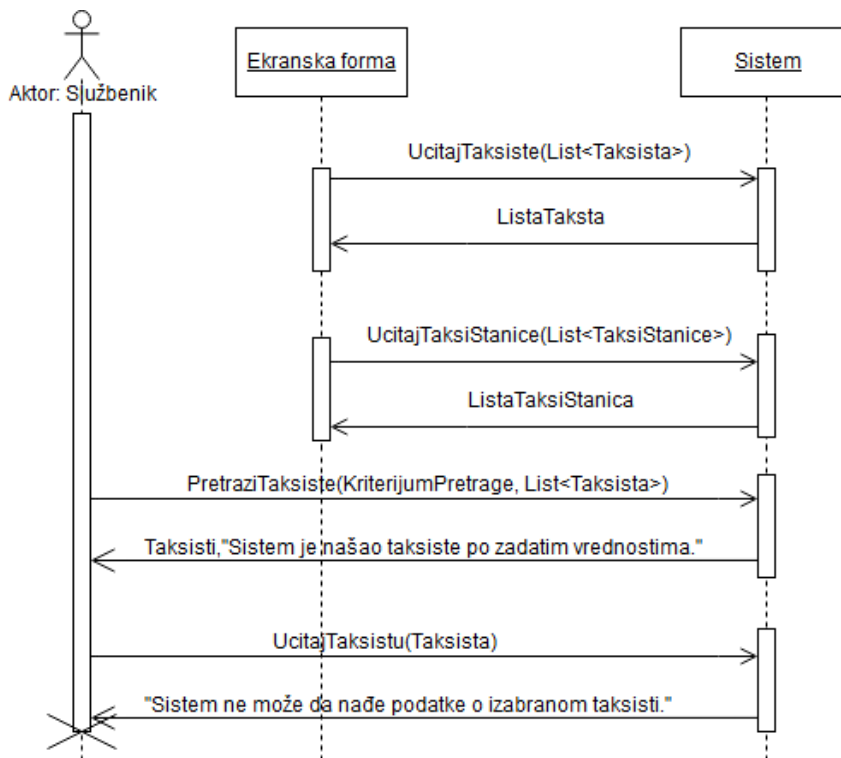 Aktor: Službenik
Ekranska forma
Sistem
UcitajTaksiste(List<Taksista>)
ListaTaksta
UcitajTaksiStanice(List<TaksiStanice>)
ListaTaksiStanica
PretraziTaksiste(KriterijumPretrage, List<Taksista>)
Taksisti,"Sistem je našao taksiste po zadatim vrednostima."
UcitajTaksistu(Taksista)
"Sistem ne može da nađe podatke o izabranom taksisti."